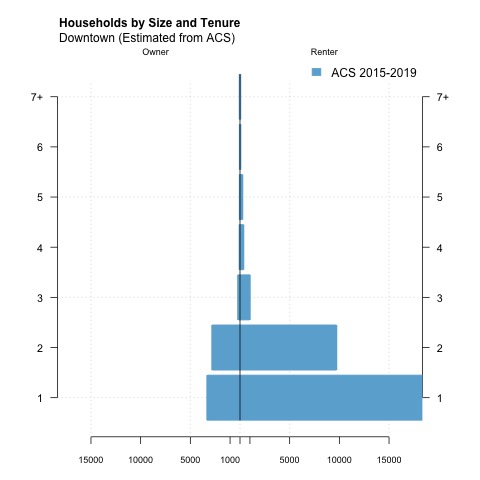 Households by Size and Tenure
Downtown (Estimated from ACS)
Owner Renter
ACS 2015-2019
7+ 7+
6 6
5 5
4 4
3 3
2 2
1 1
15000 10000 5000 1000 5000 10000 15000